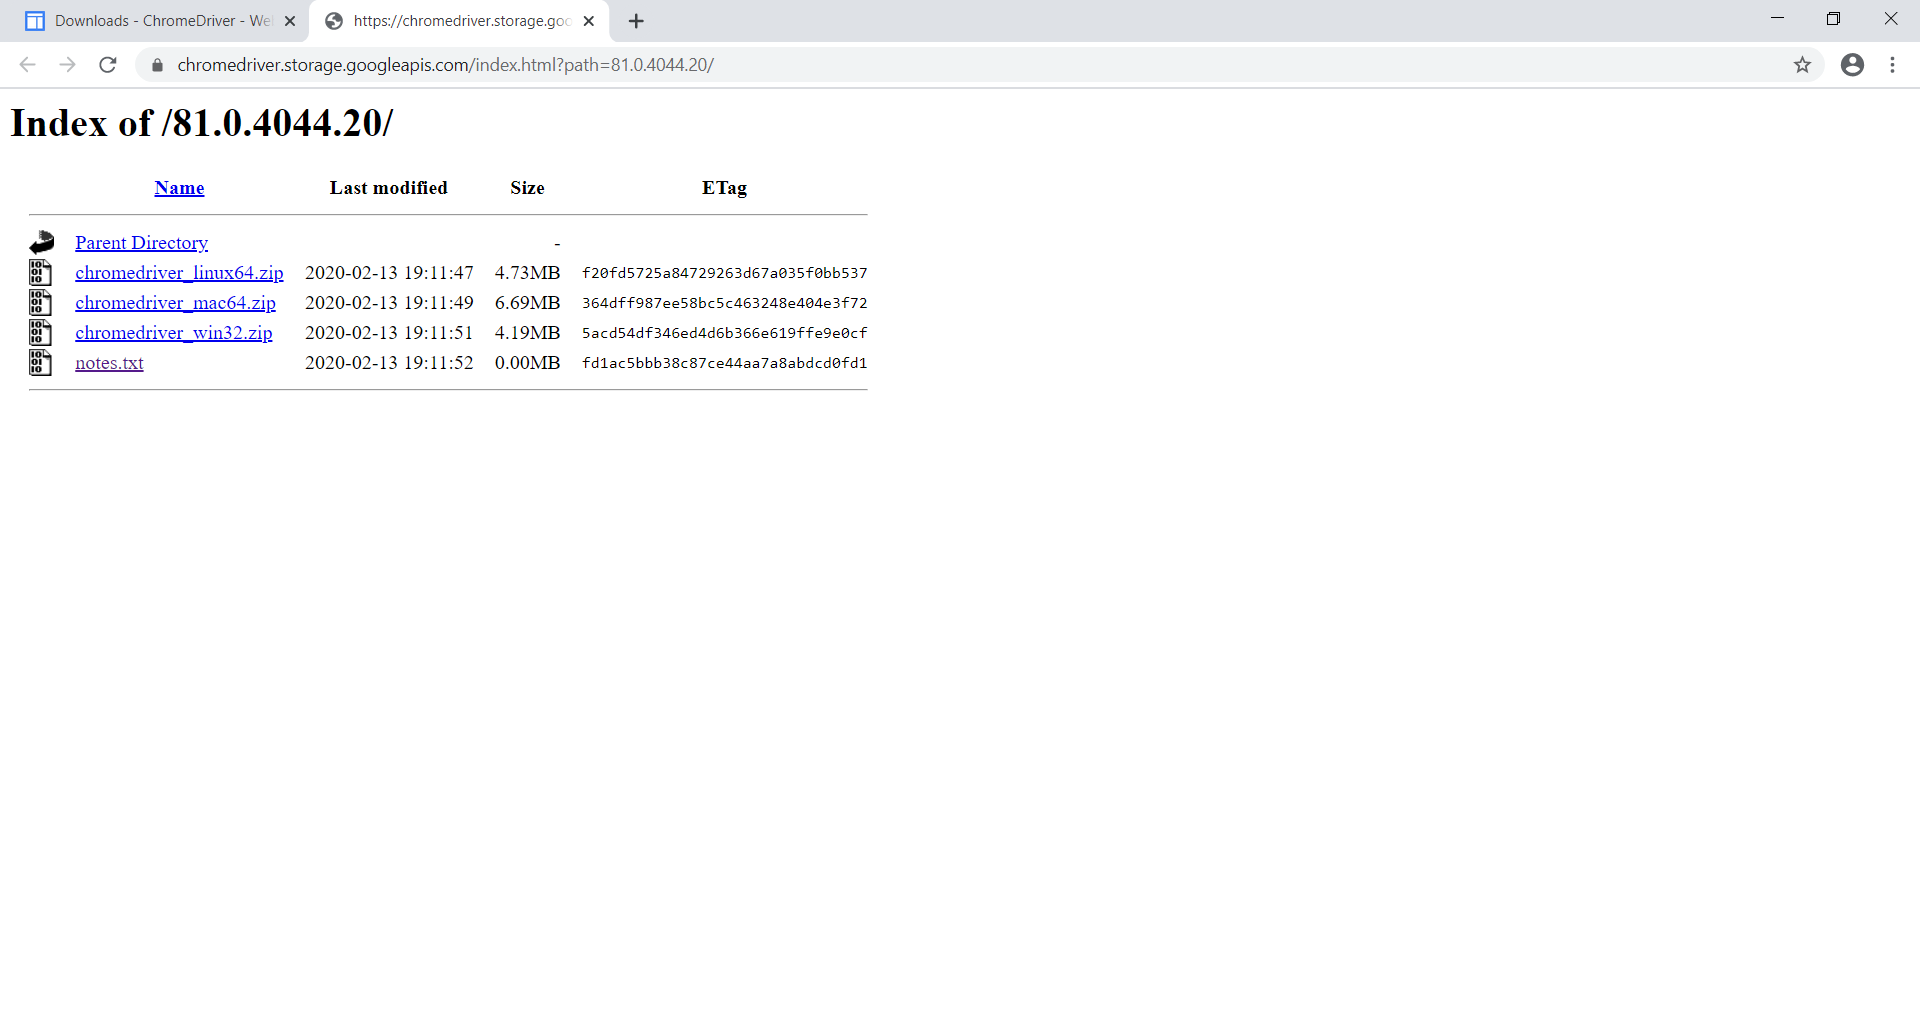 Downloads - ChromeDriver - We
https://chromedriver.storage.goo
chromedriver.storage.googleapis.com/index.html?path=81.0.4044.20/
Index of /81.0.4044.20/
Name Last modified Size ETag
Parent Directory -
chromedriver_linux64.zip 2020-02-13 19:11:47 4.73MB f20fd5725a84729263d67a035f0bb537
chromedriver_mac64.zip 2020-02-13 19:11:49 6.69MB 364dff987ee58bc5c463248e404e3f72
chromedriver_win32.zip 2020-02-13 19:11:51 4.19MB 5acd54df346ed4d6b366e619ffe9e0cf
notes.txt 2020-02-13 19:11:52 0.00MB fd1ac5bbb38c87ce44aa7a8abdcd0fd1